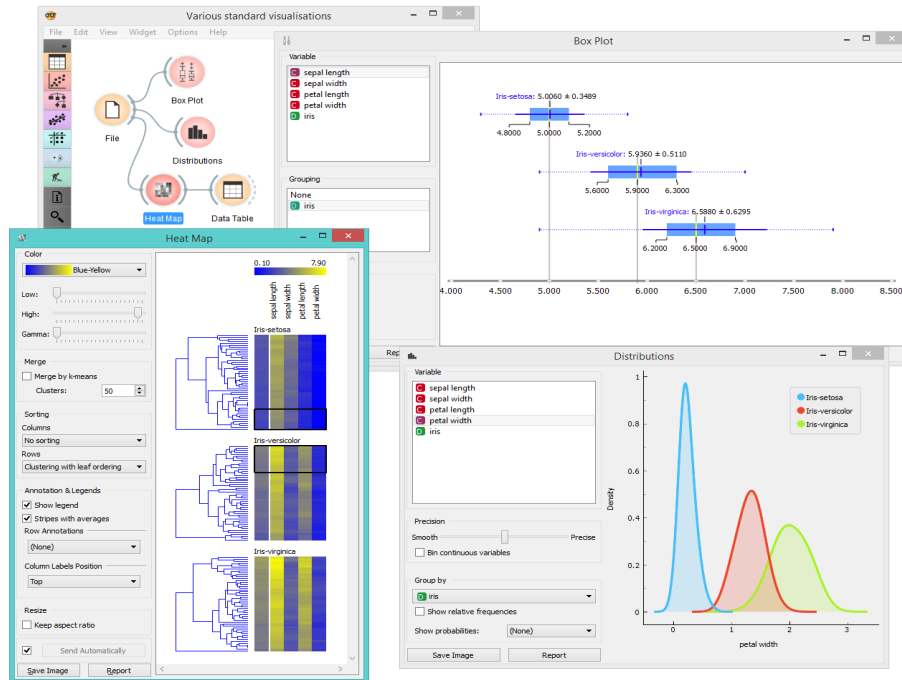 Various standard visualisations
File Edit View Widget Options Help
»
Box Plot
File
Distributions
Heat Map
Data Table
Box Plot
Variable
C sepal length
C sepal width
C petal length
C petal width
D iris
Grouping
None
D iris
Iris-setosa: 5.0060 ± 0.3489
4.8000 5.0000 5.2000
Iris-versicolor: 5.9360 ± 0.5110
5.6000 5.9000 6.3000
Iris-virginica: 6.5880 ± 0.6295
6.2000 6.5000 6.9000
4.000 5.000 5.500 6.000 6.500 7.000 7.500 8.000 8.500
Heat Map
Color
Blue-Yellow
Low:
High:
Gamma:
Merge
Merge by k-means
Clusters: 50
Sorting
Columns
No sorting
Rows
Clustering with leaf ordering
Annotation & Legends
Show legend
Stripes with averages
Row Annotations
(None)
Column Labels Position
Top
Resize
Keep aspect ratio
Send Automatically
Save Image Report
0.10 7.90
sepal length
sepal width
petal length
petal width
Iris-setosa
Iris-versicolor
Iris-virginica
Distributions
Variable
C sepal length
C sepal width
C petal length
C petal width
D iris
Precision
Smooth Precise
Bin continuous variables
Group by
D iris
Show relative frequencies
Show probabilities: (None)
Save Image Report
1
0.8
0.6
0.4
0.2
0
Density
0 1 2 3
petal width
Iris-setosa
Iris-versicolor
Iris-virginica